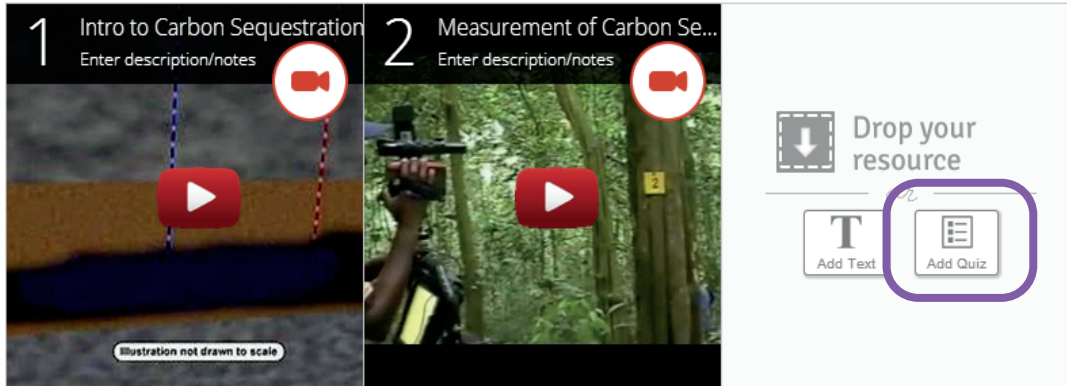 1
Intro to Carbon Sequestration
Enter description/notes
Illustration not drawn to scale
2
Measurement of Carbon Se...
Enter description/notes
2
Drop your
resource
or
Add Text
Add Quiz